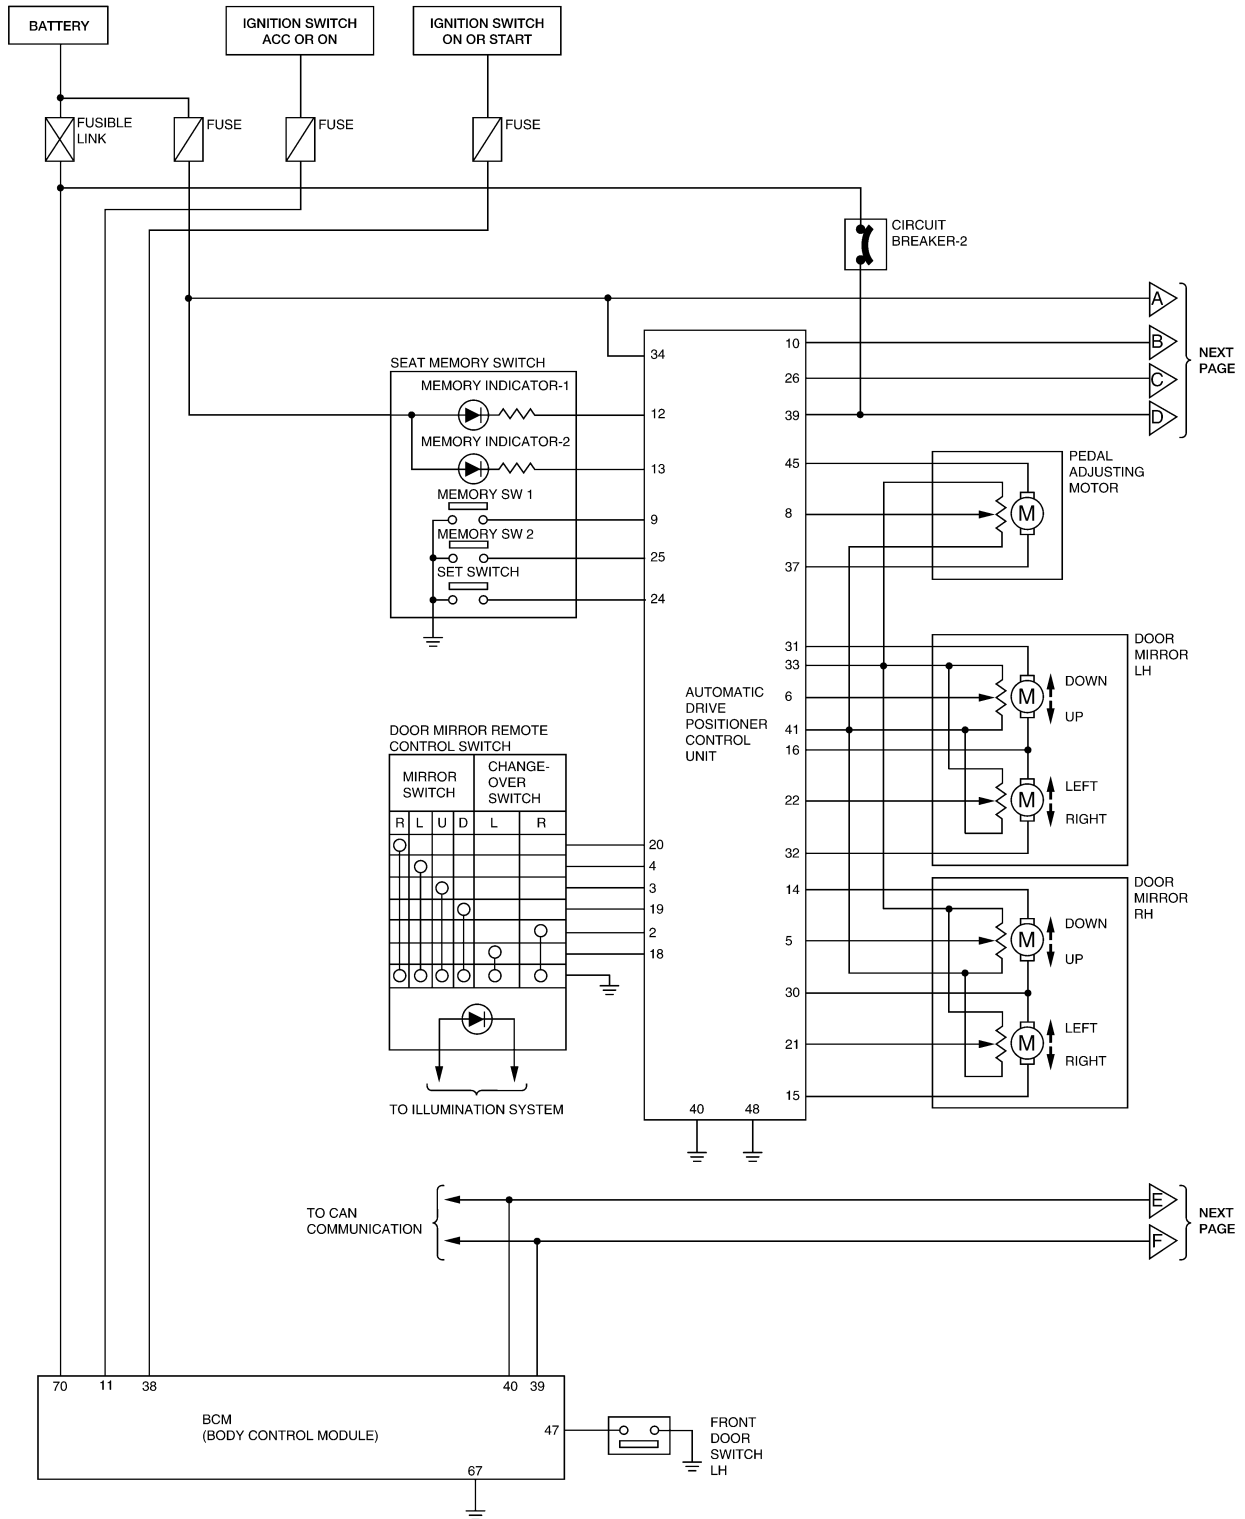 BATTERY
IGNITION SWITCH
ACC OR ON
IGNITION SWITCH
ON OR START
FUSIBLE
LINK
FUSE
FUSE
FUSE
CIRCUIT
BREAKER-2
A
B
C
D
NEXT
PAGE
SEAT MEMORY SWITCH
MEMORY INDICATOR-1
MEMORY INDICATOR-2
MEMORY SW 1
MEMORY SW 2
SET SWITCH
34
12
13
9
25
24
10
26
39
45
8
37
31
33
6
41
16
22
32
14
5
30
21
15
AUTOMATIC
DRIVE
POSITIONER
CONTROL
UNIT
PEDAL
ADJUSTING
MOTOR
M
DOOR
MIRROR
LH
M
DOWN
UP
M
LEFT
RIGHT
DOOR
MIRROR
RH
M
DOWN
UP
M
LEFT
RIGHT
DOOR MIRROR REMOTE
CONTROL SWITCH
MIRROR
SWITCH
CHANGE-
OVER
SWITCH
R L U D L R
20
4
3
19
2
18
TO ILLUMINATION SYSTEM
40 48
TO CAN
COMMUNICATION
E
F
NEXT
PAGE
70 11 38 40 39
BCM
(BODY CONTROL MODULE)
47
67
FRONT
DOOR
SWITCH
LH